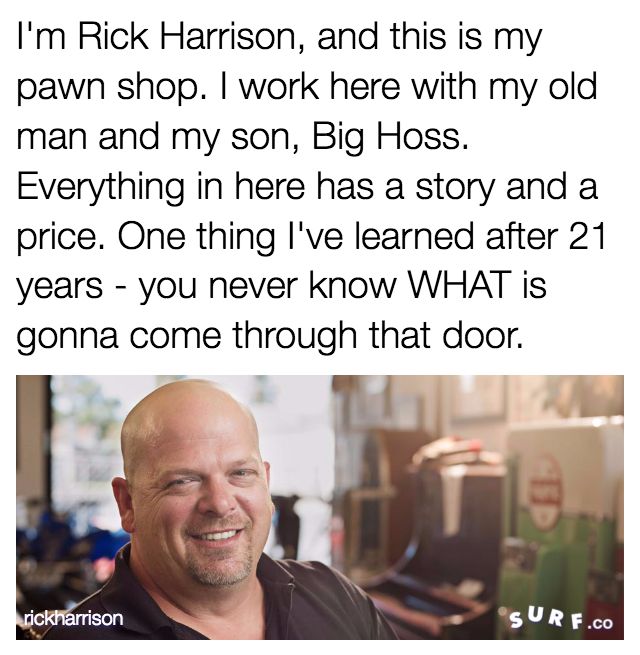 I'm Rick Harrison, and this is my
pawn shop. I work here with my old
man and my son, Big Hoss.
Everything in here has a story and a
price. One thing I've learned after 21
years - you never know WHAT is
gonna come through that door.
rickharrison
SURF.co